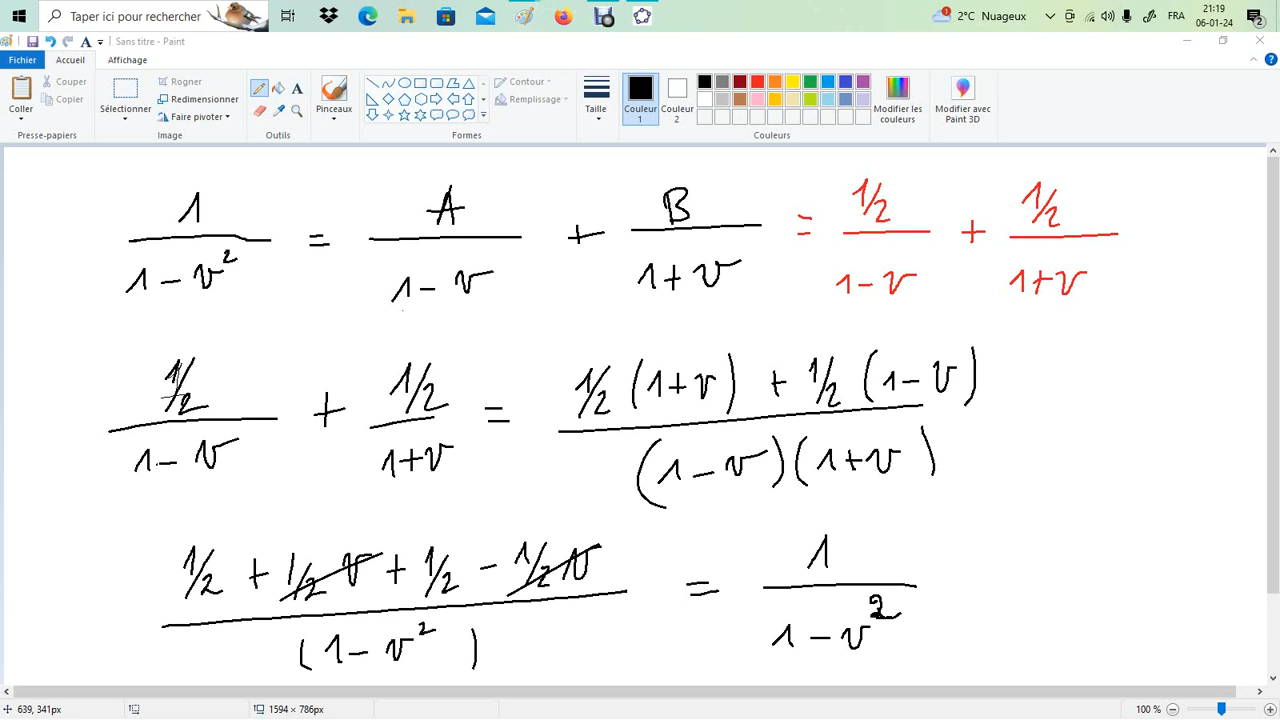 Taper ici pour rechercher 2°C Nuageux FRA 21:19 06-01-24 2
Sans titre - Paint
Fichier Accueil Affichage
Coller Couper Copier Presse-papiers
Sélectionner Rogner Redimensionner Faire pivoter Image
A Outils
Pinceaux
Contour Remplissage Formes
Taille
Couleur 1 Couleur 2 Modifier les couleurs Couleurs
Modifier avec Paint 3D
1/(1-v²) = A/(1-v) + B/(1+v) = (1/2)/(1-v) + (1/2)/(1+v)
(1/2)/(1-v) + (1/2)/(1+v) = (1/2(1+v) + 1/2(1-v))/((1-v)(1+v))
(1/2 + 1/2 v + 1/2 - 1/2 v)/(1-v²) = 1/(1-v²)
639, 341px 1594 × 786px 100 %